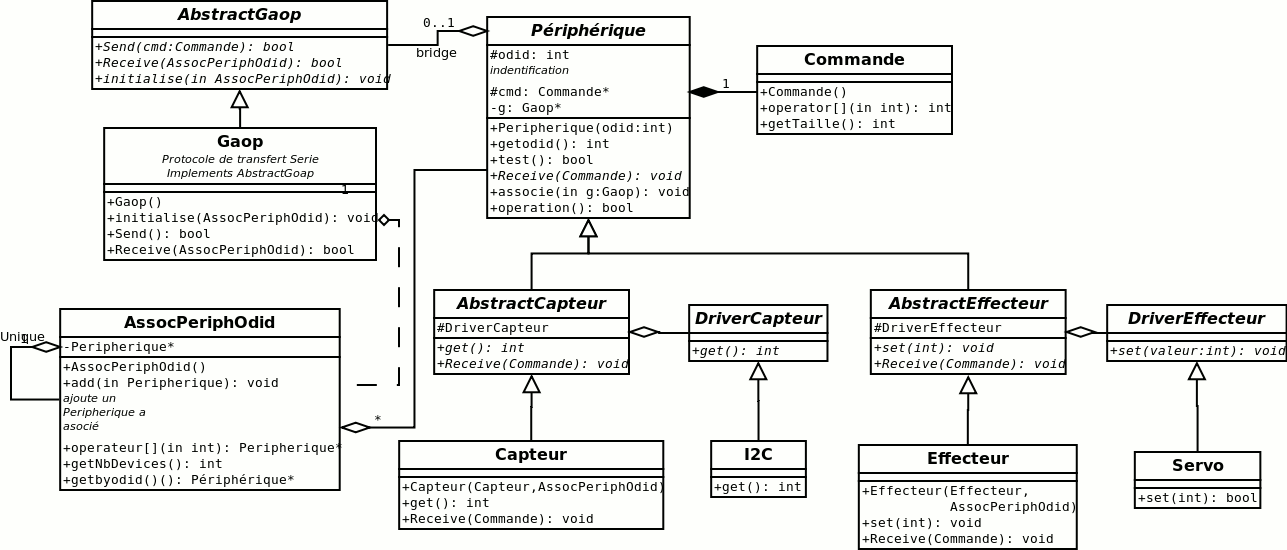 AbstractGaop
+Send(cmd:Commande): bool
+Receive(AssocPeriphOdid): bool
+initialise(in AssocPeriphOdid): void
0..1
bridge
Périphérique
#odid: int
indentification
#cmd: Commande*
-g: Gaop*
+Peripherique(odid:int)
+getodid(): int
+test(): bool
+Receive(Commande): void
+associe(in g:Gaop): void
+operation(): bool
1
Commande
+Commande()
+operator[](in int): int
+getTaille(): int
Gaop
Protocole de transfert Serie
Implements AbstractGoap
1
+Gaop()
+initialise(AssocPeriphOdid): void
+Send(): bool
+Receive(AssocPeriphOdid): bool
AssocPeriphOdid
Unique
1
-Peripherique*
+AssocPeriphOdid()
+add(in Peripherique): void
ajoute un
Peripherique a
asocié
+operateur[](in int): Peripherique*
+getNbDevices(): int
+getbyodid()(): Périphérique*
*
AbstractCapteur
#DriverCapteur
+get(): int
+Receive(Commande): void
DriverCapteur
+get(): int
AbstractEffecteur
#DriverEffecteur
+set(int): void
+Receive(Commande): void
DriverEffecteur
+set(valeur:int): void
Capteur
+Capteur(Capteur,AssocPeriphOdid)
+get(): int
+Receive(Commande): void
I2C
+get(): int
Effecteur
+Effecteur(Effecteur,
AssocPeriphOdid)
+set(int): void
+Receive(Commande): void
Servo
+set(int): bool